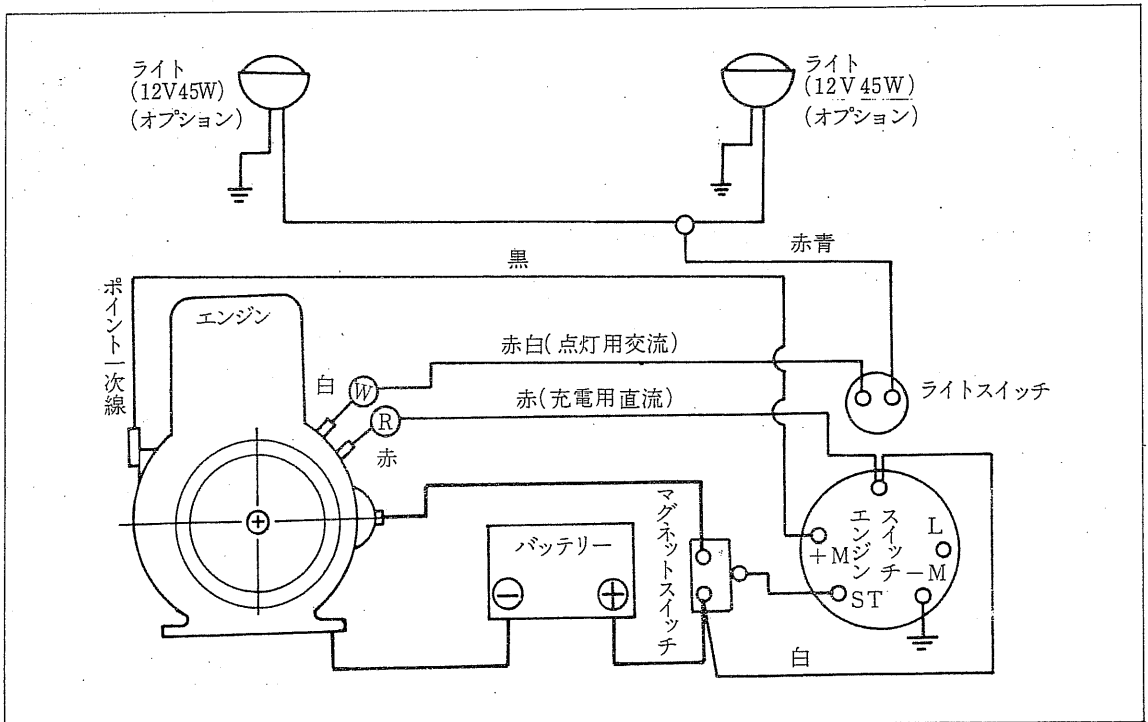 ライト
(12V45W)
(オプション)
ライト
(12V 45W)
(オプション)
赤青
黒
ポイント一次線
エンジン
赤白(点灯用交流)
ライトスイッチ
白
W
赤(充電用直流)
R
赤
マグネットスイッチ
バッテリー
スイッチ
エンジン
L
+M
-M
ST
白